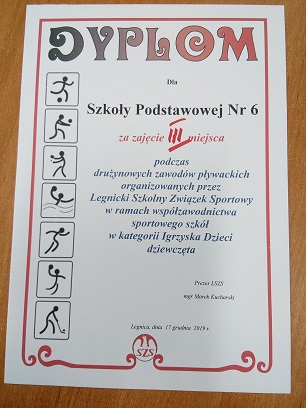 DYPLOM
Dla
Szkoły Podstawowej Nr 6
za zajęcie III miejsca
podczas
drużynowych zawodów pływackich
organizowanych przez
Legnicki Szkolny Związek Sportowy
w ramach współzawodnictwa
sportowego szkół
w kategorii Igrzyska Dzieci
dziewczęta
Prezes LSZS
mgr Marek Kucharski
Legnica, dnia 17 grudnia 2019 r.
SZS